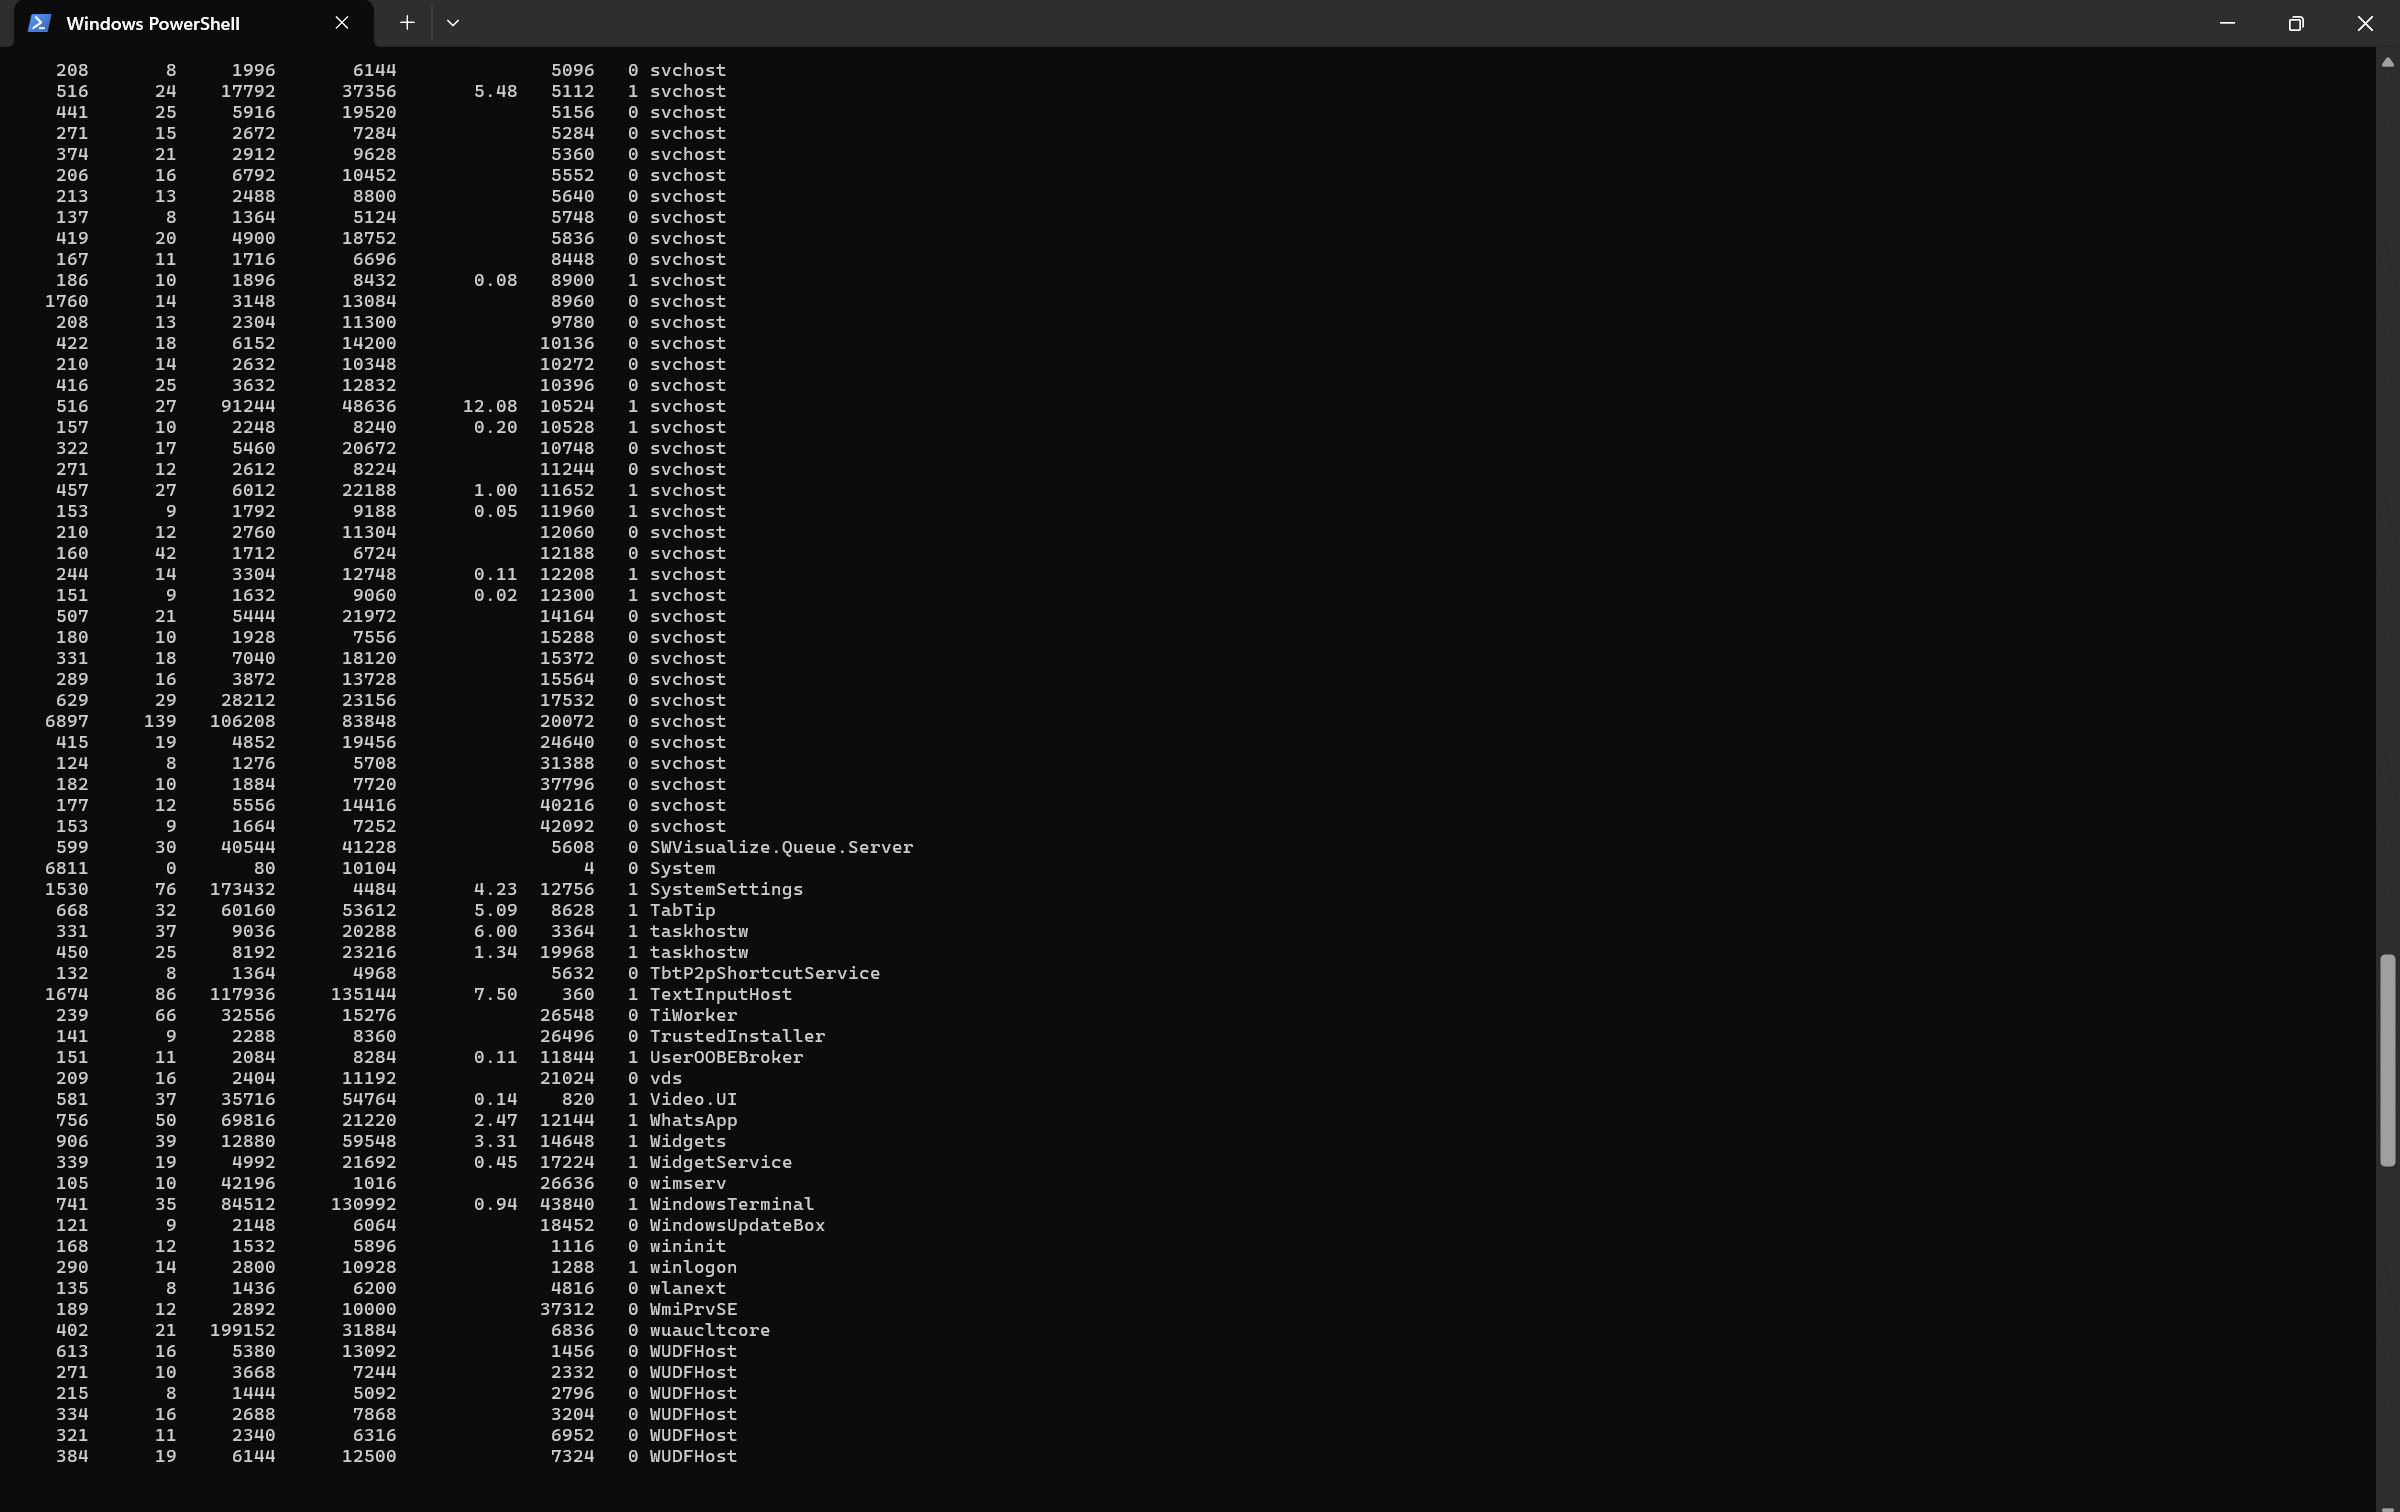 Windows PowerShell
208 8 1996 6144 5096 0 svchost
516 24 17792 37356 5.48 5112 1 svchost
441 25 5916 19520 5156 0 svchost
271 15 2672 7284 5284 0 svchost
374 21 2912 9628 5360 0 svchost
206 16 6792 10452 5552 0 svchost
213 13 2488 8800 5640 0 svchost
137 8 1364 5124 5748 0 svchost
419 20 4900 18752 5836 0 svchost
167 11 1716 6696 8448 0 svchost
186 10 1896 8432 0.08 8900 1 svchost
1760 14 3148 13084 8960 0 svchost
208 13 2304 11300 9780 0 svchost
422 18 6152 14200 10136 0 svchost
210 14 2632 10348 10272 0 svchost
416 25 3632 12832 10396 0 svchost
516 27 91244 48636 12.08 10524 1 svchost
157 10 2248 8240 0.20 10528 1 svchost
322 17 5460 20672 10748 0 svchost
271 12 2612 8224 11244 0 svchost
457 27 6012 22188 1.00 11652 1 svchost
153 9 1792 9188 0.05 11960 1 svchost
210 12 2760 11304 12060 0 svchost
160 42 1712 6724 12188 0 svchost
244 14 3304 12748 0.11 12208 1 svchost
151 9 1632 9060 0.02 12300 1 svchost
507 21 5444 21972 14164 0 svchost
180 10 1928 7556 15288 0 svchost
331 18 7040 18120 15372 0 svchost
289 16 3872 13728 15564 0 svchost
629 29 28212 23156 17532 0 svchost
6897 139 106208 83848 20072 0 svchost
415 19 4852 19456 24640 0 svchost
124 8 1276 5708 31388 0 svchost
182 10 1884 7720 37796 0 svchost
177 12 5556 14416 40216 0 svchost
153 9 1664 7252 42092 0 svchost
599 30 40544 41228 5608 0 SWVisualize.Queue.Server
6811 0 80 10104 4 0 System
1530 76 173432 4484 4.23 12756 1 SystemSettings
668 32 60160 53612 5.09 8628 1 TabTip
331 37 9036 20288 6.00 3364 1 taskhostw
450 25 8192 23216 1.34 19968 1 taskhostw
132 8 1364 4968 5632 0 TbtP2pShortcutService
1674 86 117936 135144 7.50 360 1 TextInputHost
239 66 32556 15276 26548 0 TiWorker
141 9 2288 8360 26496 0 TrustedInstaller
151 11 2084 8284 0.11 11844 1 UserOOBEBroker
209 16 2404 11192 21024 0 vds
581 37 35716 54764 0.14 820 1 Video.UI
756 50 69816 21220 2.47 12144 1 WhatsApp
906 39 12880 59548 3.31 14648 1 Widgets
339 19 4992 21692 0.45 17224 1 WidgetService
105 10 42196 1016 26636 0 wimserv
741 35 84512 130992 0.94 43840 1 WindowsTerminal
121 9 2148 6064 18452 0 WindowsUpdateBox
168 12 1532 5896 1116 0 wininit
290 14 2800 10928 1288 1 winlogon
135 8 1436 6200 4816 0 wlanext
189 12 2892 10000 37312 0 WmiPrvSE
402 21 199152 31884 6836 0 wuaucltcore
613 16 5380 13092 1456 0 WUDFHost
271 10 3668 7244 2332 0 WUDFHost
215 8 1444 5092 2796 0 WUDFHost
334 16 2688 7868 3204 0 WUDFHost
321 11 2340 6316 6952 0 WUDFHost
384 19 6144 12500 7324 0 WUDFHost